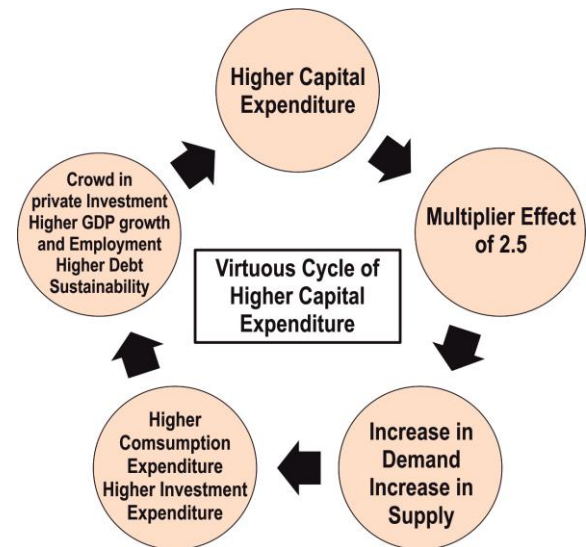 Higher Capital
Expenditure
Multiplier Effect
of 2.5
Increase in
Demand
Increase in
Supply
Higher
Comsumption
Expenditure
Higher Investment
Expenditure
Crowd in
private Investment
Higher GDP growth
and Employment
Higher Debt
Sustainability
Virtuous Cycle of
Higher Capital
Expenditure